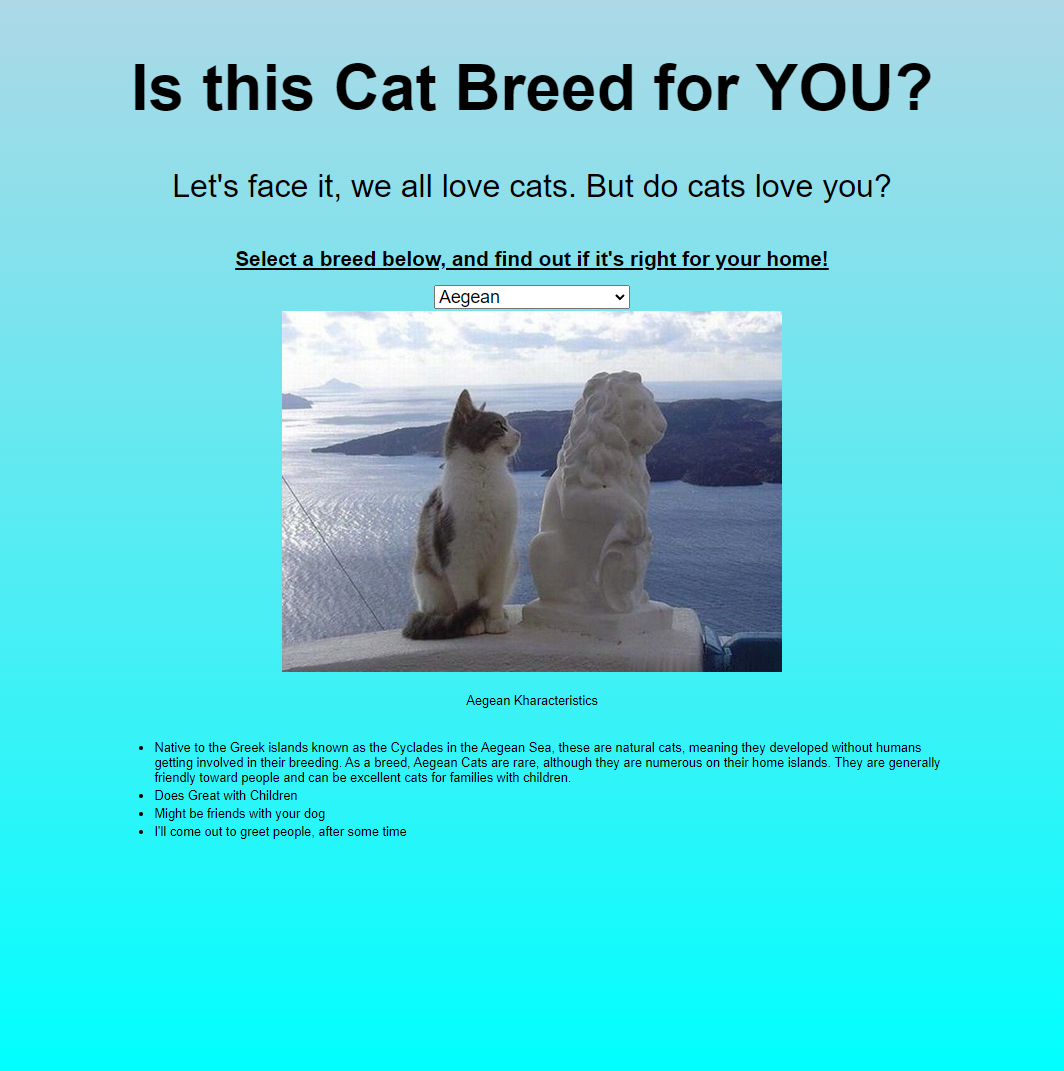 Is this Cat Breed for YOU?
Let's face it, we all love cats. But do cats love you?
Select a breed below, and find out if it's right for your home!
Aegean
Aegean Kharacteristics
• Native to the Greek islands known as the Cyclades in the Aegean Sea, these are natural cats, meaning they developed without humans
getting involved in their breeding. As a breed, Aegean Cats are rare, although they are numerous on their home islands. They are generally
friendly toward people and can be excellent cats for families with children.
• Does Great with Children
• Might be friends with your dog
• I'll come out to greet people, after some time